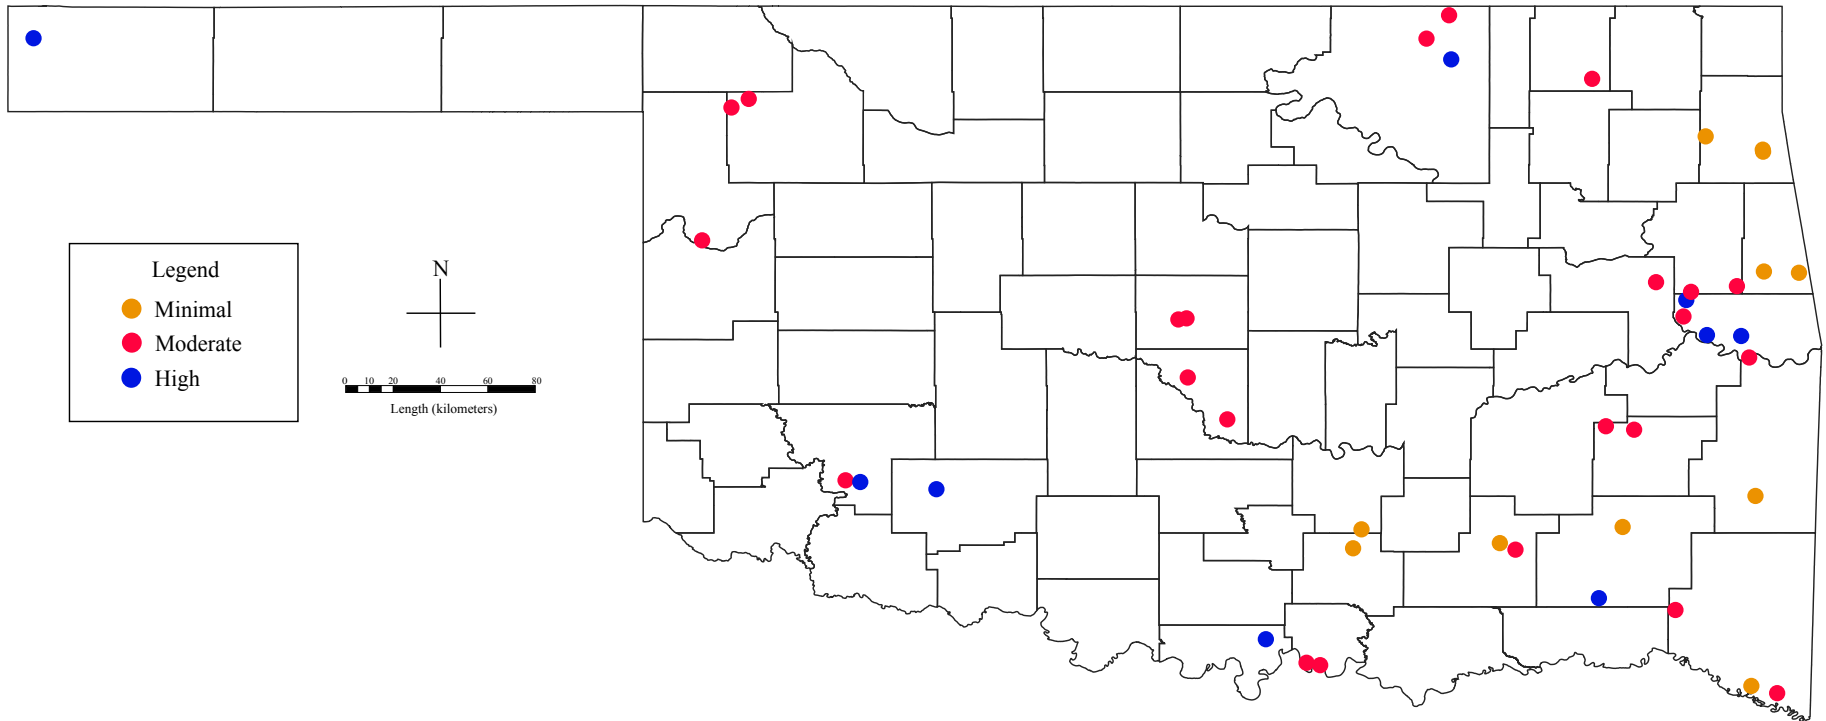 Legend
Minimal
Moderate
High
N
0 10 20 40 60 80
Length (kilometers)